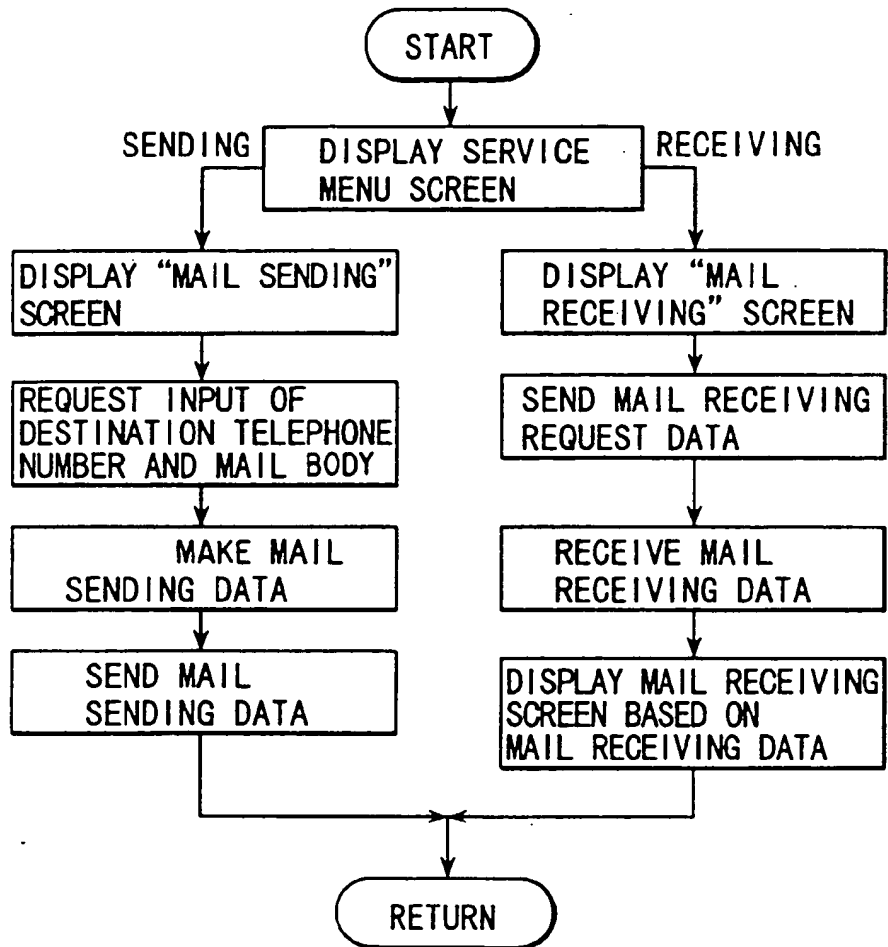 START
SENDING
DISPLAY SERVICE
MENU SCREEN
RECEIVING
DISPLAY “MAIL SENDING”
SCREEN
REQUEST INPUT OF
DESTINATION TELEPHONE
NUMBER AND MAIL BODY
MAKE MAIL
SENDING DATA
SEND MAIL
SENDING DATA
DISPLAY “MAIL
RECEIVING” SCREEN
SEND MAIL RECEIVING
REQUEST DATA
RECEIVE MAIL
RECEIVING DATA
DISPLAY MAIL RECEIVING
SCREEN BASED ON
MAIL RECEIVING DATA
RETURN